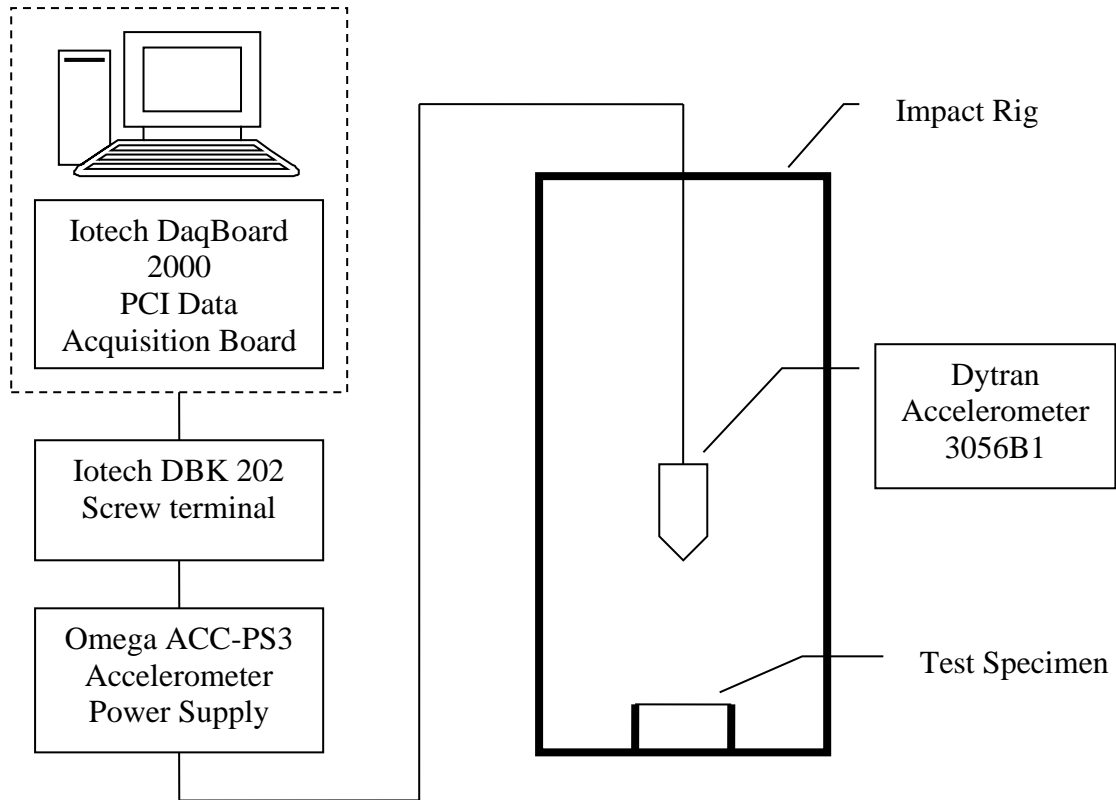 Iotech DaqBoard
2000
PCI Data
Acquisition Board
Iotech DBK 202
Screw terminal
Omega ACC-PS3
Accelerometer
Power Supply
Impact Rig
Dytran
Accelerometer
3056B1
Test Specimen